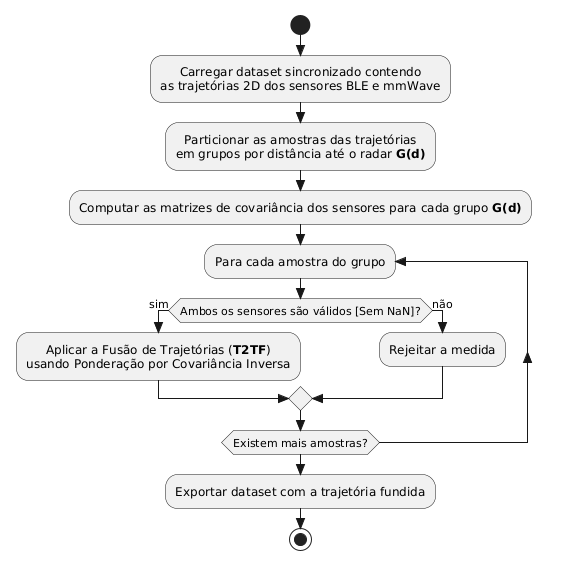 Carregar dataset sincronizado contendo
as trajetórias 2D dos sensores BLE e mmWave
Particionar as amostras das trajetórias
em grupos por distância até o radar G(d)
Computar as matrizes de covariância dos sensores para cada grupo G(d)
Para cada amostra do grupo
sim
Ambos os sensores são válidos [Sem NaN]?
não
Aplicar a Fusão de Trajetórias (T2TF)
usando Ponderação por Covariância Inversa
Rejeitar a medida
Existem mais amostras?
Exportar dataset com a trajetória fundida